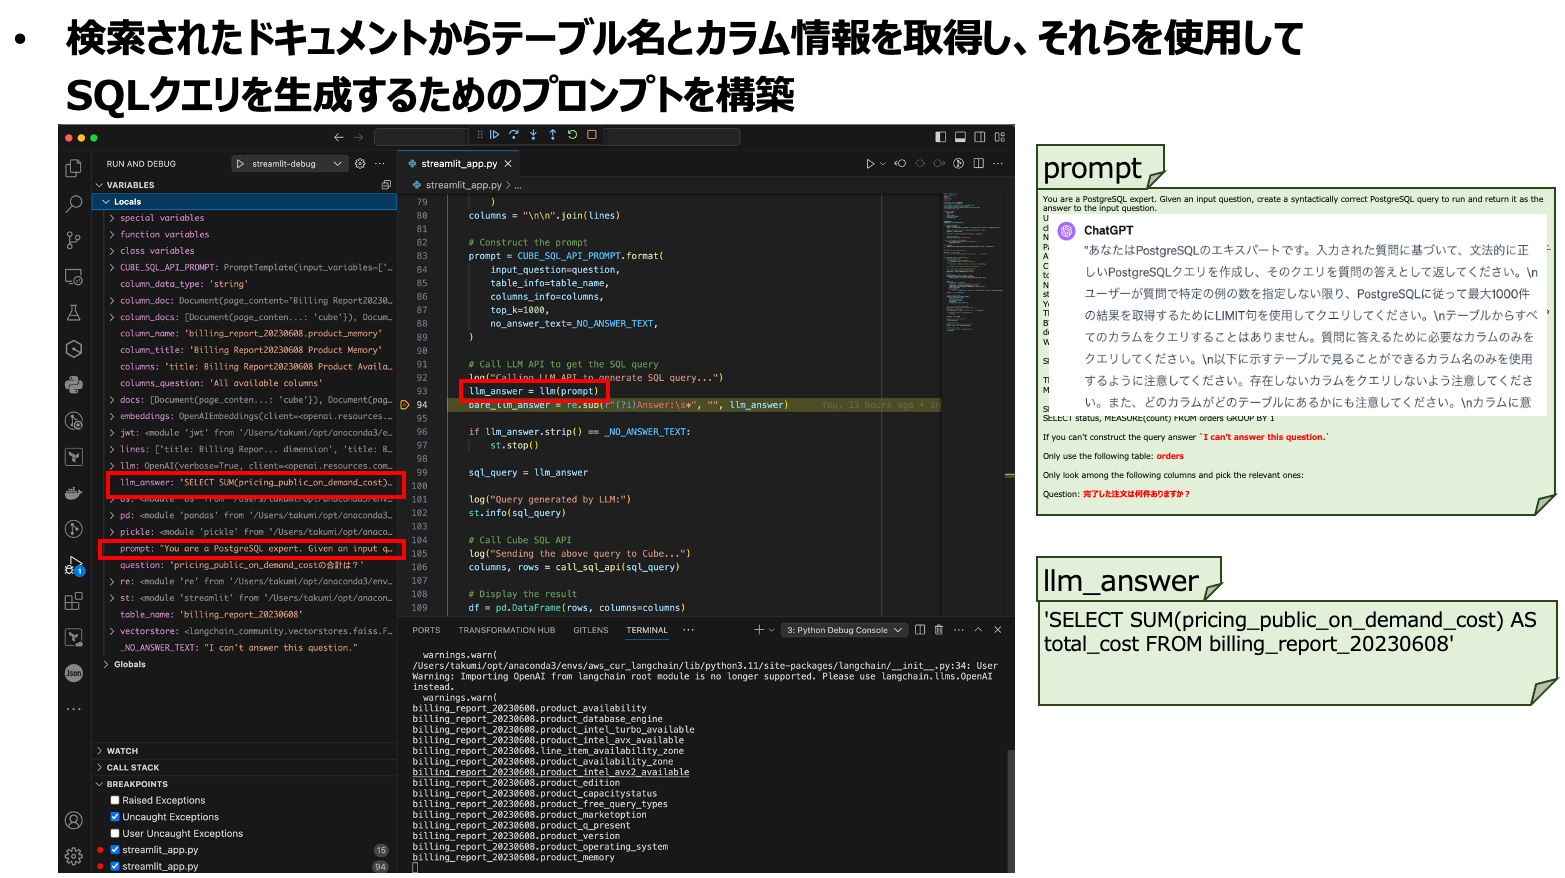 • 検索されたドキュメントからテーブル名とカラム情報を取得し、それらを使用して
SQLクエリを生成するためのプロンプトを構築
RUN AND DEBUG
streamlit-debug
VARIABLES
Locals
special variables
function variables
class variables
CUBE_SQL_API_PROMPT: PromptTemplate(input_variables=['…
column_data_type: 'string'
column_doc: Document(page_content='Billing Report20230…
column_docs: [Document(page_conten...: 'cube'}), Docum…
column_name: 'billing_report_20230608.product_memory'
column_title: 'Billing Report20230608 Product Memory'
columns: 'title: Billing Report20230608 Product Availa…
columns_question: 'All available columns'
docs: [Document(page_conten...: 'cube'}), Document(pag…
embeddings: OpenAIEmbeddings(client=<openai.resources.…
jwt: <module 'jwt' from '/Users/takumi/opt/anaconda3/e…
lines: ['title: Billing Repor... dimension', 'title: B…
llm: OpenAI(verbose=True, client=<openai.resources.com…
llm_answer: 'SELECT SUM(pricing_public_on_demand_cost)…
os: <module 'os' from '/Users/takumi/opt/anaconda3/en…
pd: <module 'pandas' from '/Users/takumi/opt/anaconda3…
pickle: <module 'pickle' from '/Users/takumi/opt/anaco…
prompt: "You are a PostgreSQL expert. Given an input q…
question: 'pricing_public_on_demand_costの合計は？'
re: <module 're' from '/Users/takumi/opt/anaconda3/env…
st: <module 'streamlit' from '/Users/takumi/opt/anacon…
table_name: 'billing_report_20230608'
vectorstore: <langchain_community.vectorstores.faiss.F…
_NO_ANSWER_TEXT: "I can't answer this question."
Globals
WATCH
CALL STACK
BREAKPOINTS
Raised Exceptions
Uncaught Exceptions
User Uncaught Exceptions
streamlit_app.py 15
streamlit_app.py 94
1
Json
streamlit_app.py
streamlit_app.py > ...
79 )
80 columns = "\n\n".join(lines)
81
82 # Construct the prompt
83 prompt = CUBE_SQL_API_PROMPT.format(
84 input_question=question,
85 table_info=table_name,
86 columns_info=columns,
87 top_k=1000,
88 no_answer_text=_NO_ANSWER_TEXT,
89 )
90
91 # Call LLM API to get the SQL query
92 log("Calling LLM API to generate SQL query...")
93 llm_answer = llm(prompt)
94 bare_llm_answer = re.sub(r"(?i)Answer:\s*", "", llm_answer) You, 13 hours ago • in
95
96 if llm_answer.strip() == _NO_ANSWER_TEXT:
97 st.stop()
98
99 sql_query = llm_answer
100
101 log("Query generated by LLM:")
102 st.info(sql_query)
103
104 # Call Cube SQL API
105 log("Sending the above query to Cube...")
106 columns, rows = call_sql_api(sql_query)
107
108 # Display the result
109 df = pd.DataFrame(rows, columns=columns)
PORTS TRANSFORMATION HUB GITLENS TERMINAL ··· 3: Python Debug Console
warnings.warn(
/Users/takumi/opt/anaconda3/envs/aws_cur_langchain/lib/python3.11/site-packages/langchain/__init__.py:34: User
Warning: Importing OpenAI from langchain root module is no longer supported. Please use langchain.llms.OpenAI
instead.
warnings.warn(
billing_report_20230608.product_availability
billing_report_20230608.product_database_engine
billing_report_20230608.product_intel_turbo_available
billing_report_20230608.product_intel_avx_available
billing_report_20230608.line_item_availability_zone
billing_report_20230608.product_availability_zone
billing_report_20230608.product_intel_avx2_available
billing_report_20230608.product_edition
billing_report_20230608.product_capacitystatus
billing_report_20230608.product_free_query_types
billing_report_20230608.product_marketoption
billing_report_20230608.product_q_present
billing_report_20230608.product_version
billing_report_20230608.product_operating_system
billing_report_20230608.product_memory
prompt
You are a PostgreSQL expert. Given an input question, create a syntactically correct PostgreSQL query to run and return it as the
answer to the input question.
ChatGPT
"あなたはPostgreSQLのエキスパートです。入力された質問に基づいて、文法的に正
しいPostgreSQLクエリを作成し、そのクエリを質問の答えとして返してください。\n
ユーザーが質問で特定の例の数を指定しない限り、PostgreSQLに従って最大1000件
の結果を取得するためにLIMIT句を使用してクエリしてください。\nテーブルからすべ
てのカラムをクエリすることはありません。質問に答えるために必要なカラムのみを
クエリしてください。\n以下に示すテーブルで見ることができるカラム名のみを使用
するように注意してください。存在しないカラムをクエリしないよう注意してくださ
い。また、どのカラムがどのテーブルにあるかにも注意してください。\nカラムに意
SELECT status, MEASURE(count) FROM orders GROUP BY 1
If you can't construct the query answer `I can't answer this question.`
Only use the following table: orders
Only look among the following columns and pick the relevant ones:
Question: 完了した注文は何件ありますか？
llm_answer
'SELECT SUM(pricing_public_on_demand_cost) AS
total_cost FROM billing_report_20230608'